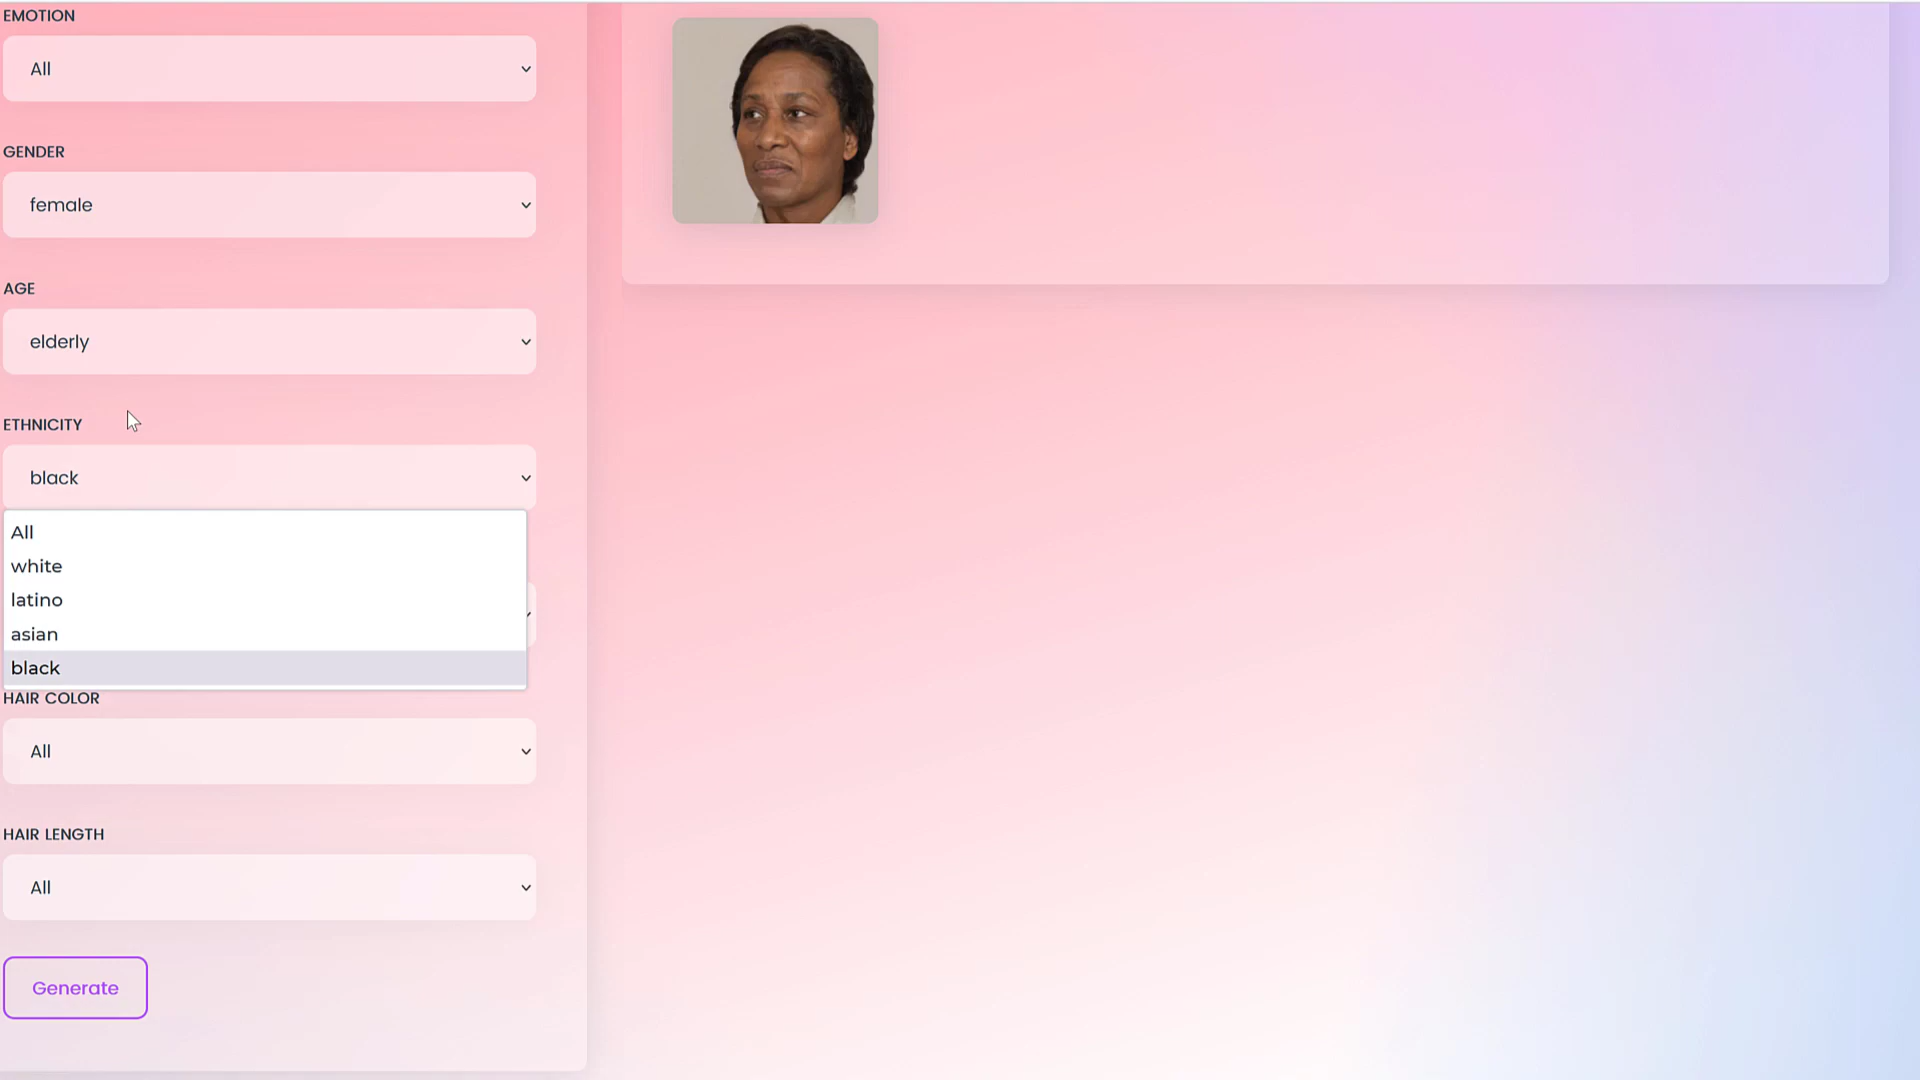 EMOTION
All
GENDER
female
AGE
elderly
ETHNICITY
black
All
white
latino
asian
black
HAIR COLOR
All
HAIR LENGTH
All
Generate